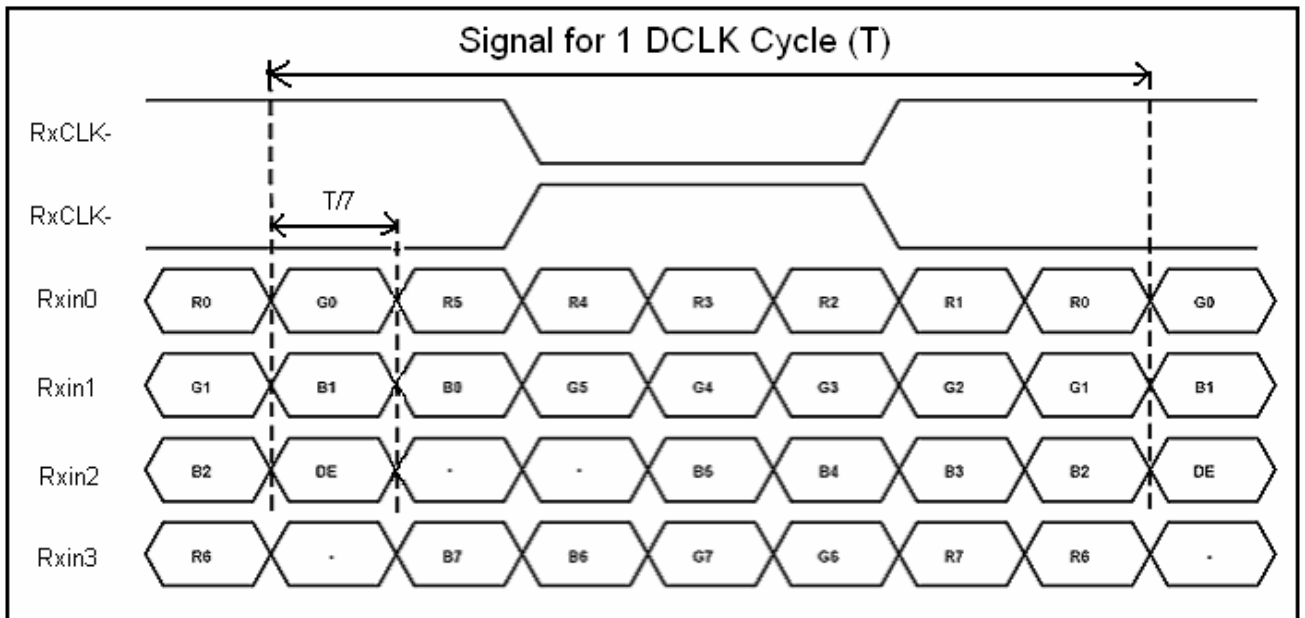 Signal for 1 DCLK Cycle (T)
RxCLK-
T/7
RxCLK-
Rxin0 R0 G0 R5 R4 R3 R2 R1 R0 G0
Rxin1 G1 B1 B0 G5 G4 G3 G2 G1 B1
Rxin2 B2 DE - - B5 B4 B3 B2 DE
Rxin3 R6 - B7 B6 G7 G6 R7 R6 -